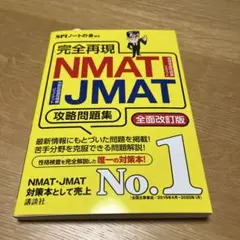 SPIノートの会 編著
完全再現
NMAT
JMAT
攻略問題集
全面改訂版
最新情報にもとづいた問題を掲載!
苦手分野を克服できる問題解説!
性格検査を完全解説した唯一の対策本!
NMAT・JMAT
対策本として売上
No.1
講談社